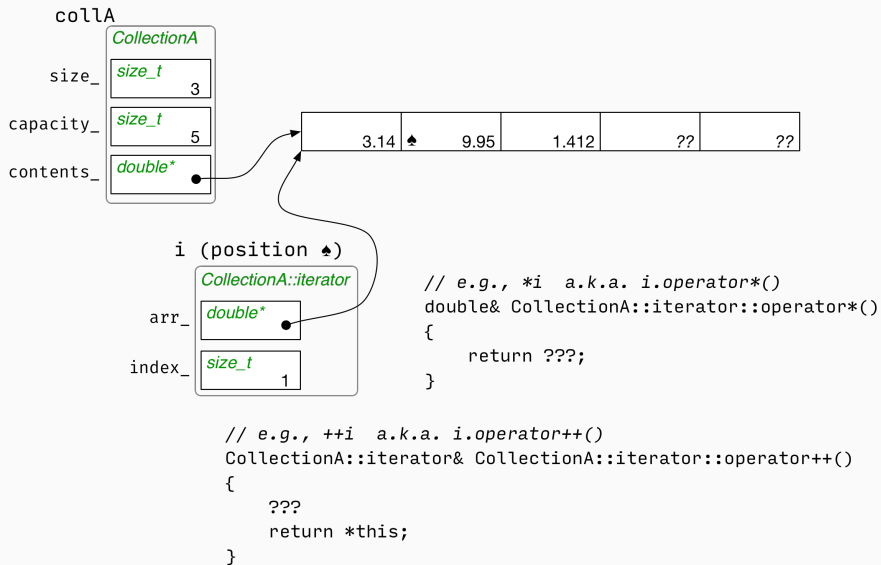 collA
CollectionA
size_ size_t 3
capacity_ size_t 5
contents_ double*
3.14 ♠ 9.95 1.412 ?? ??
i (position ♠)
CollectionA::iterator
arr_ double*
index_ size_t 1
// e.g., *i  a.k.a. i.operator*()
double& CollectionA::iterator::operator*()
{
    return ???;
}
// e.g., ++i  a.k.a. i.operator++()
CollectionA::iterator& CollectionA::iterator::operator++()
{
    ???
    return *this;
}